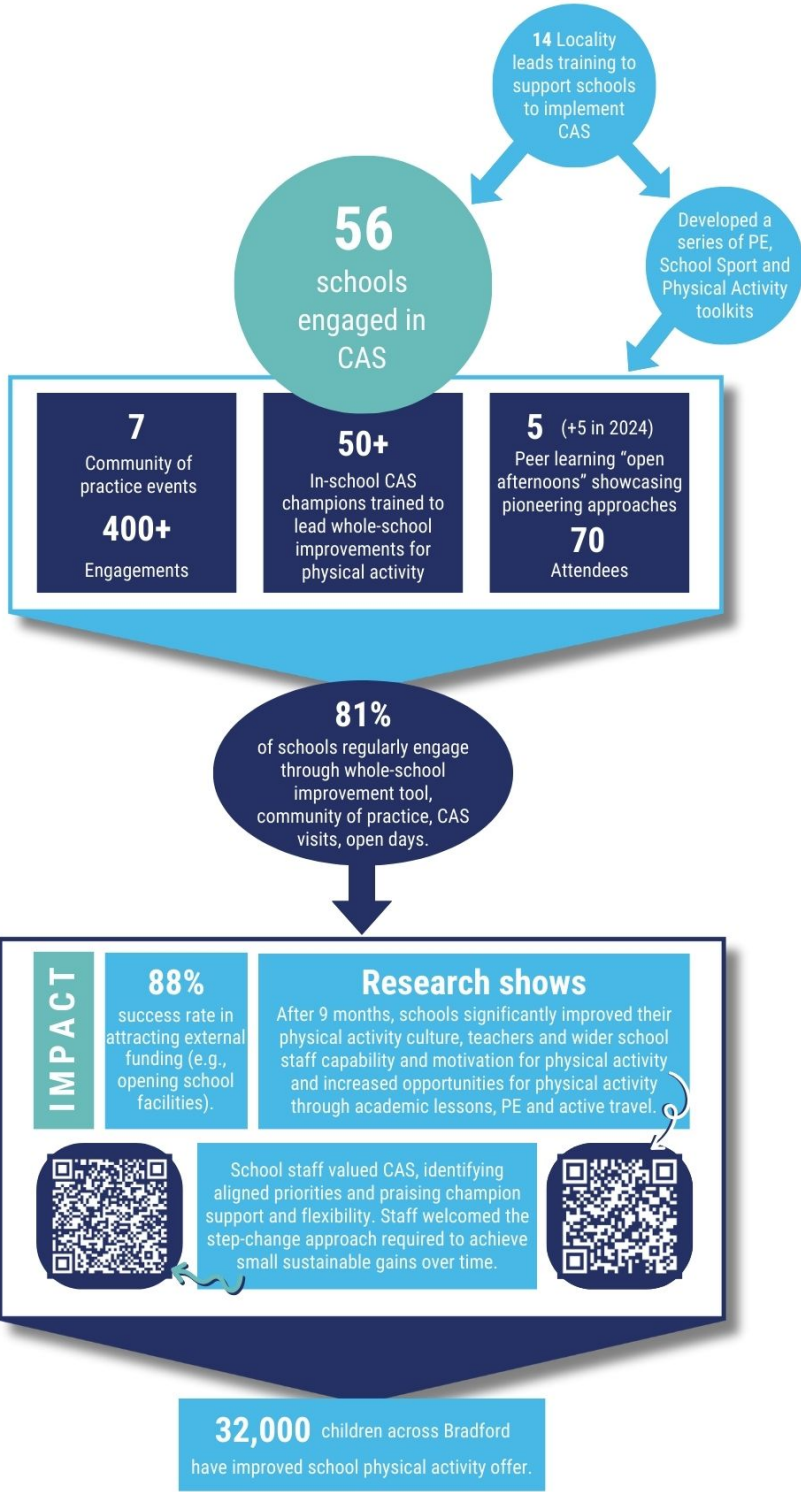 14 Locality
leads training to
support schools
to implement
CAS
56
schools
engaged in
CAS
Developed a
series of PE,
School Sport and
Physical Activity
toolkits
7
Community of
practice events
400+
Engagements
50+
In-school CAS
champions trained to
lead whole-school
improvements for
physical activity
5 (+5 in 2024)
Peer learning “open
afternoons” showcasing
pioneering approaches
70
Attendees
81%
of schools regularly engage
through whole-school
improvement tool,
community of practice, CAS
visits, open days.
IMPACT
88%
success rate in
attracting external
funding (e.g.,
opening school
facilities).
Research shows
After 9 months, schools significantly improved their
physical activity culture, teachers and wider school
staff capability and motivation for physical activity
and increased opportunities for physical activity
through academic lessons, PE and active travel.
School staff valued CAS, identifying
aligned priorities and praising champion
support and flexibility. Staff welcomed the
step-change approach required to achieve
small sustainable gains over time.
32,000 children across Bradford
have improved school physical activity offer.